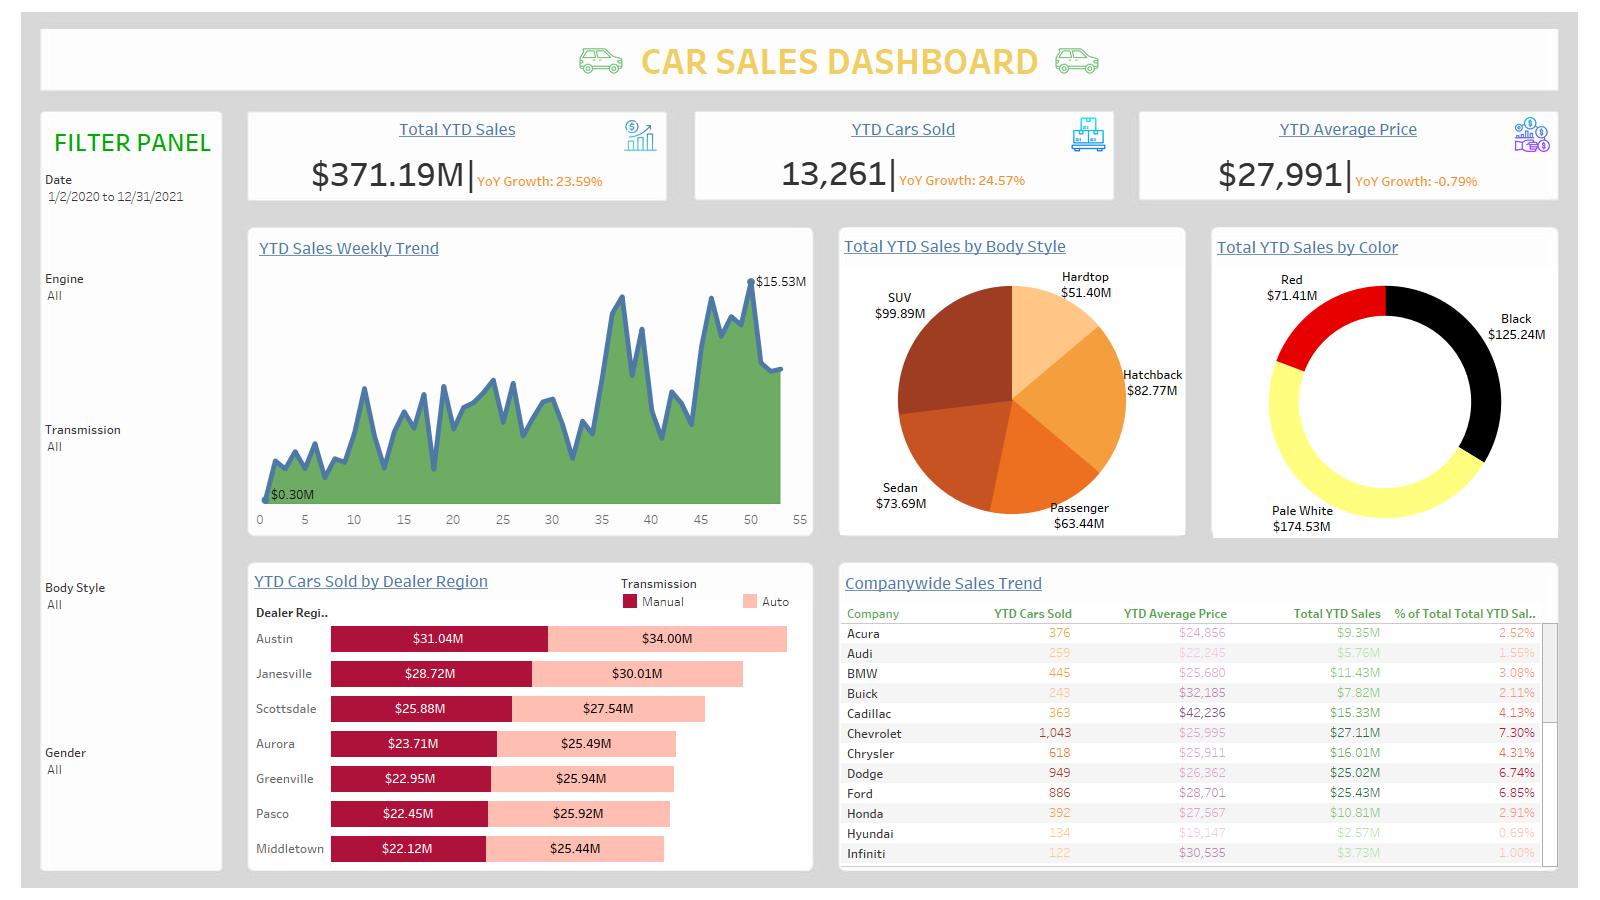 CAR SALES DASHBOARD
FILTER PANEL
Date
1/2/2020 to 12/31/2021
Engine
All
Transmission
All
Body Style
All
Gender
All
Total YTD Sales
$371.19M| YoY Growth: 23.59%
YTD Cars Sold
13,261| YoY Growth: 24.57%
YTD Average Price
$27,991| YoY Growth: -0.79%
YTD Sales Weekly Trend
$15.53M
$0.30M
0 5 10 15 20 25 30 35 40 45 50 55
Total YTD Sales by Body Style
Hardtop
$51.40M
SUV
$99.89M
Hatchback
$82.77M
Sedan
$73.69M
Passenger
$63.44M
Total YTD Sales by Color
Red
$71.41M
Black
$125.24M
Pale White
$174.53M
YTD Cars Sold by Dealer Region
Transmission
Manual Auto
Dealer Regi..
Austin $31.04M $34.00M
Janesville $28.72M $30.01M
Scottsdale $25.88M $27.54M
Aurora $23.71M $25.49M
Greenville $22.95M $25.94M
Pasco $22.45M $25.92M
Middletown $22.12M $25.44M
Companywide Sales Trend
Company YTD Cars Sold YTD Average Price Total YTD Sales % of Total Total YTD Sal..
Acura 376 $24,856 $9.35M 2.52%
Audi 259 $22,245 $5.76M 1.55%
BMW 445 $25,680 $11.43M 3.08%
Buick 243 $32,185 $7.82M 2.11%
Cadillac 363 $42,236 $15.33M 4.13%
Chevrolet 1,043 $25,995 $27.11M 7.30%
Chrysler 618 $25,911 $16.01M 4.31%
Dodge 949 $26,362 $25.02M 6.74%
Ford 886 $28,701 $25.43M 6.85%
Honda 392 $27,567 $10.81M 2.91%
Hyundai 134 $19,147 $2.57M 0.69%
Infiniti 122 $30,535 $3.73M 1.00%